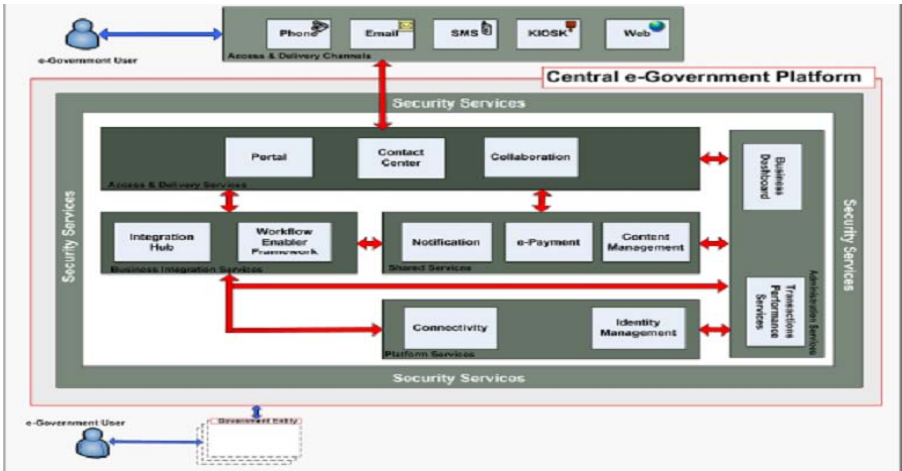 Phone
Email
SMS
KIOSK
Web
e-Government User
Access & Delivery Channels
Central e-Government Platform
Security Services
Security Services
Security Services
Portal
Contact
Center
Collaboration
Access & Delivery Services
Business
Dashboard
Integration
Hub
Workflow
Enabler
Framework
Business Integration Services
Notification
e-Payment
Content
Management
Shared Services
Transactions
Performance
Services
Administration Services
Connectivity
Identity
Management
Platform Services
Security Services
e-Government User
Government Entity